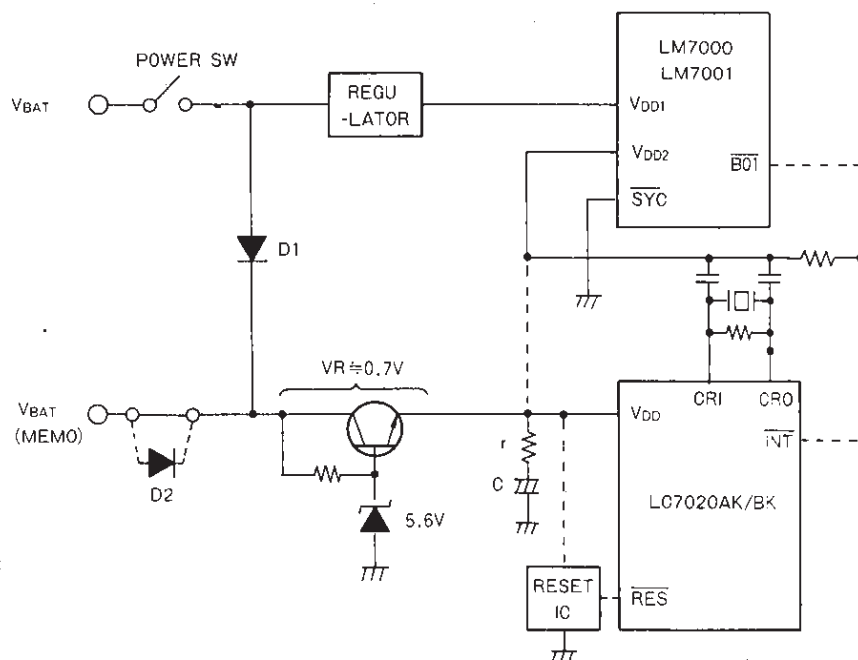 POWER SW
VBAT
REGU
-LATOR
LM7000
LM7001
VDD1
VDD2
BO1
SYC
D1
VR≒0.7V
VBAT
(MEMO)
D2
5.6V
r
C
VDD
CRI
CRO
INT
LC7020AK/BK
RESET
IC
RES